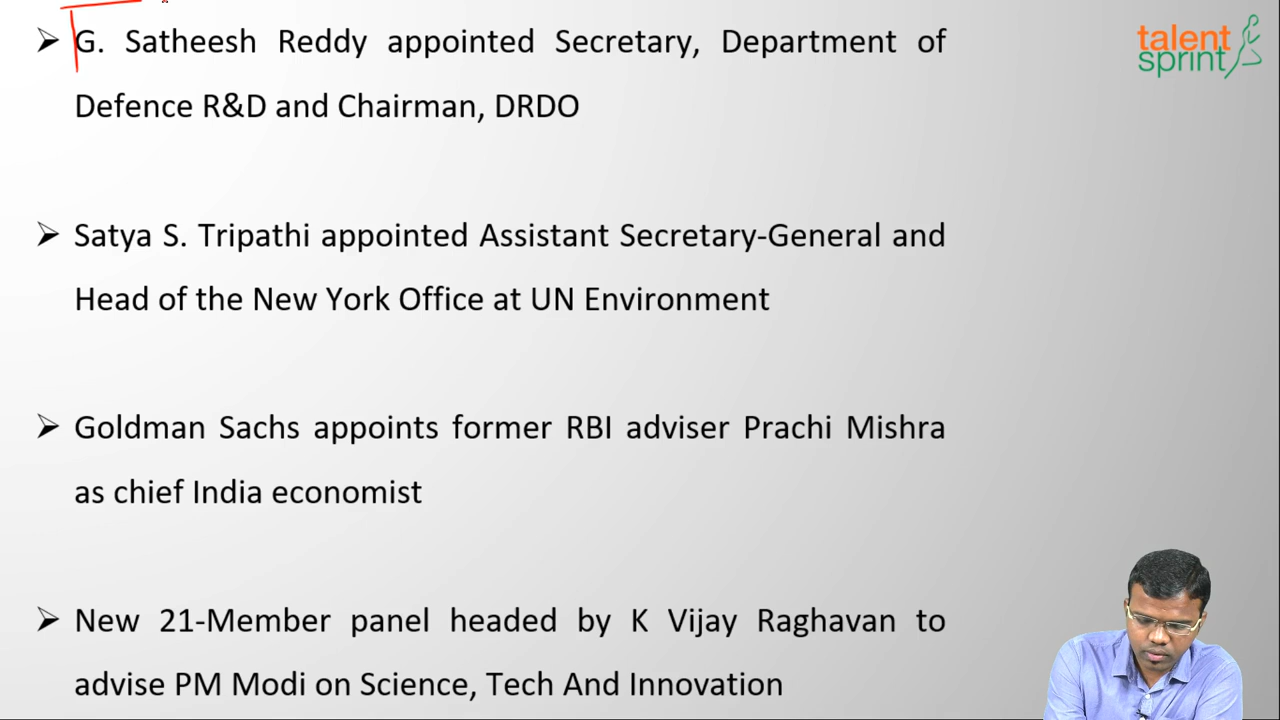 G. Satheesh Reddy appointed Secretary, Department of
Defence R&D and Chairman, DRDO
Satya S. Tripathi appointed Assistant Secretary-General and
Head of the New York Office at UN Environment
Goldman Sachs appoints former RBI adviser Prachi Mishra
as chief India economist
New 21-Member panel headed by K Vijay Raghavan to
advise PM Modi on Science, Tech And Innovation
talent
sprint